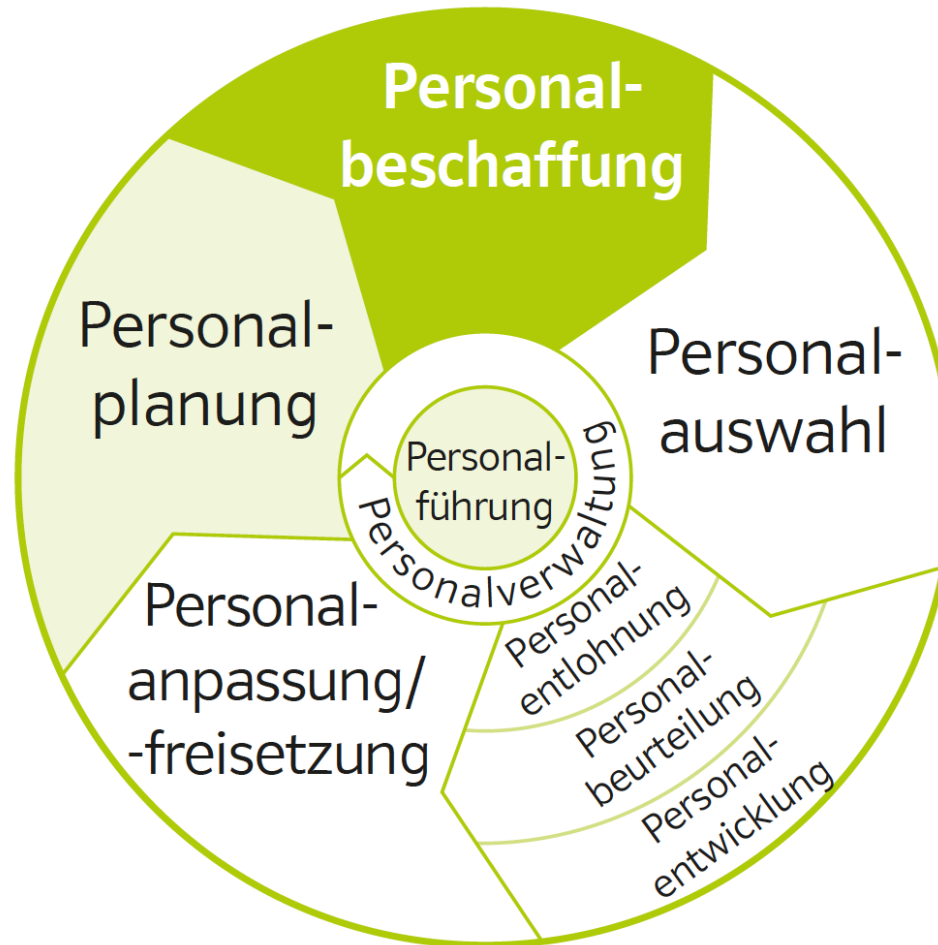 Personal-
beschaffung
Personal-
auswahl
Personal-
planung
Personal-
führung
Personalverwaltung
Personal-
entlohnung
Personal-
beurteilung
Personal-
entwicklung
Personal-
anpassung/
-freisetzung